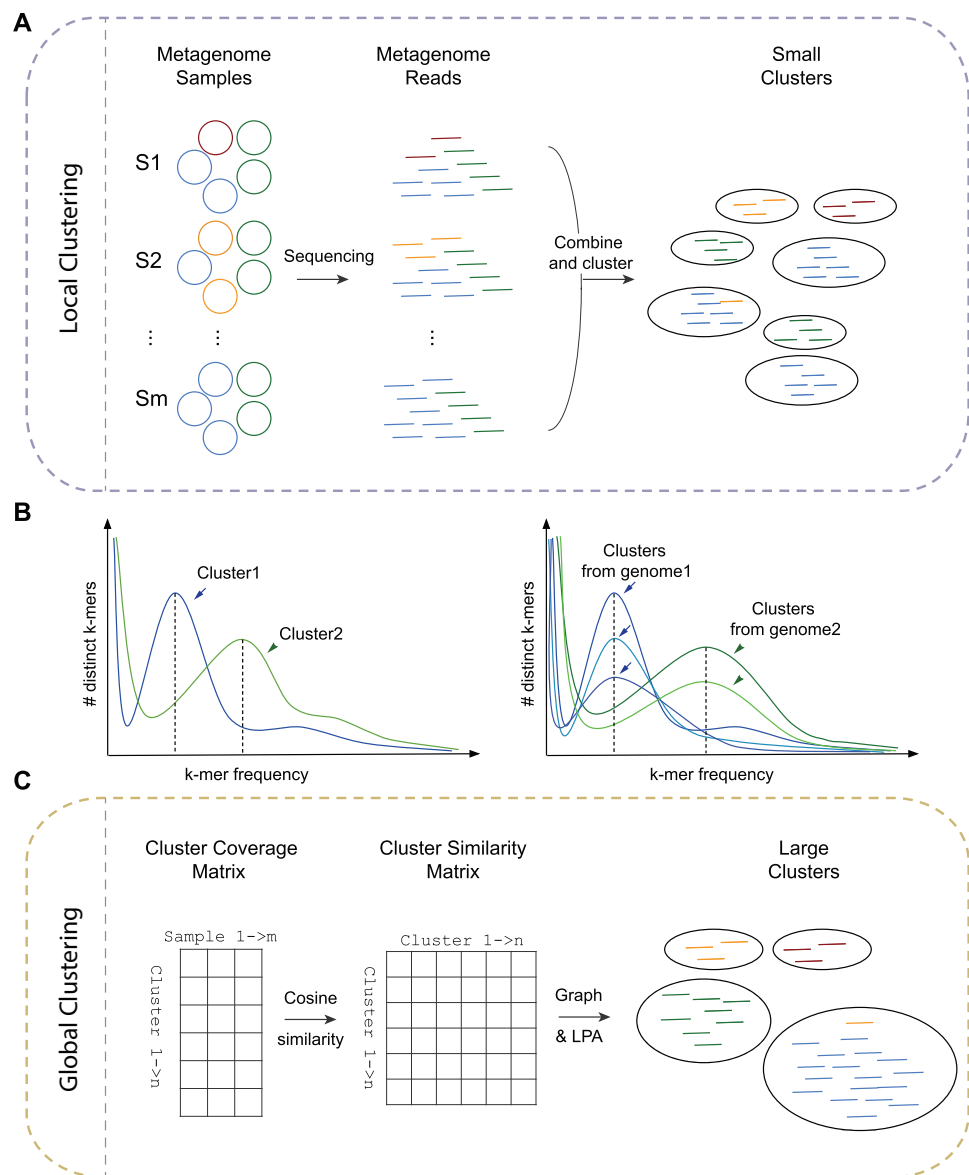 A
Local Clustering
Metagenome
Samples
Metagenome
Reads
Small
Clusters
S1
S2
⋮
⋮
⋮
Sm
Sequencing
Combine
and cluster
B
# distinct k-mers
Cluster1
Cluster2
k-mer frequency
# distinct k-mers
Clusters
from genome1
Clusters
from genome2
k-mer frequency
C
Global Clustering
Cluster Coverage
Matrix
Cluster Similarity
Matrix
Large
Clusters
Sample 1->m
Cluster 1->n
Cosine
similarity
Cluster 1->n
Cluster 1->n
Graph
& LPA